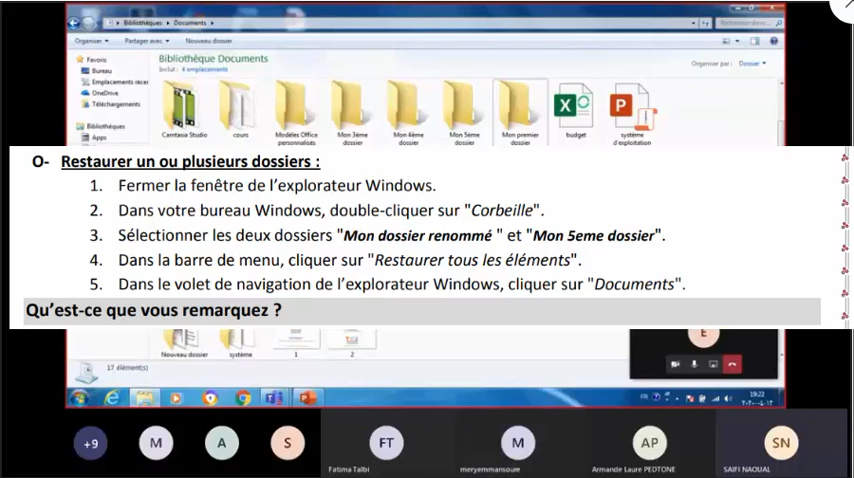 Bibliothèques ▸ Documents ▸
Organiser ▾ Partager avec ▾ Nouveau dossier
Favoris
Bureau
Emplacements récen
OneDrive
Téléchargements
Bibliothèques
Apps
Bibliothèque Documents
Inclut : 4 emplacements
Organiser par : Dossier ▾
Camtasia Studio
cours
Modèles Office personnalisés
Mon 3ème dossier
Mon 4ème dossier
Mon 5eme dossier
Mon premier dossier
budget
système d'exploitation
O- Restaurer un ou plusieurs dossiers :
1. Fermer la fenêtre de l'explorateur Windows.
2. Dans votre bureau Windows, double-cliquer sur "Corbeille".
3. Sélectionner les deux dossiers "Mon dossier renommé " et "Mon 5eme dossier".
4. Dans la barre de menu, cliquer sur "Restaurer tous les éléments".
5. Dans le volet de navigation de l'explorateur Windows, cliquer sur "Documents".
Qu'est-ce que vous remarquez ?
Nouveau dossier
système
1
2
E
17 élément(s)
FR
19:22
+9
M
A
S
FT
Fatima Talbi
M
meryemmansoure
AP
Armande Laure PEDTONE
SN
SAIFI NAOUAL